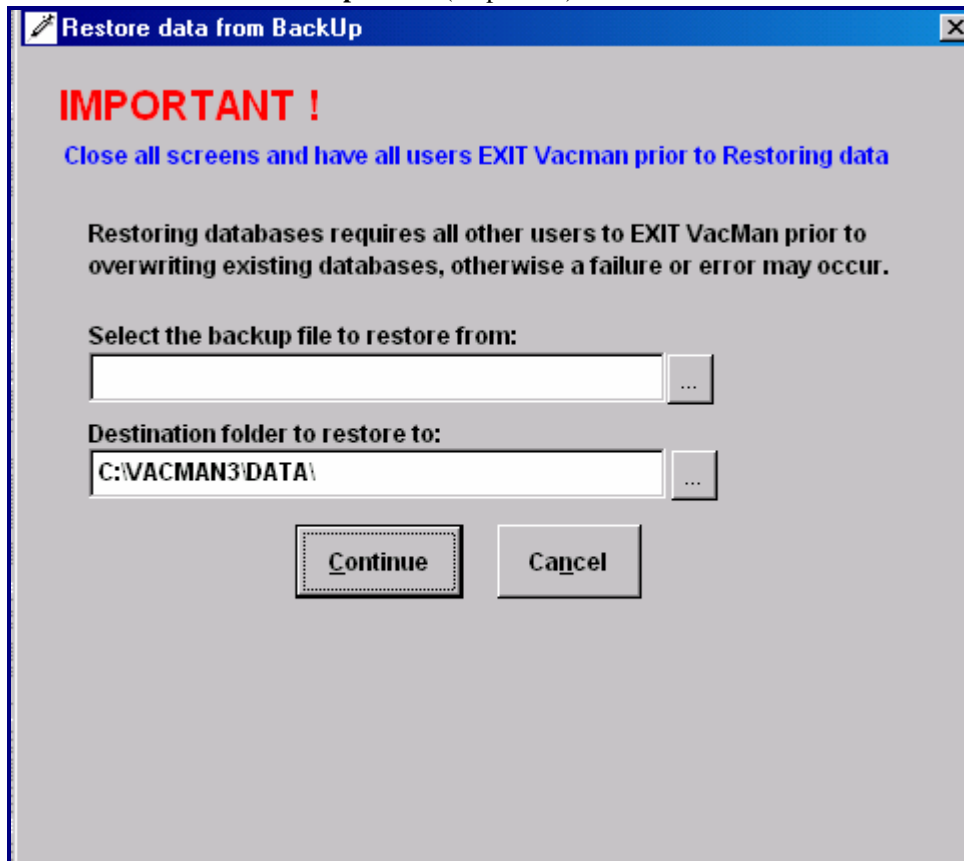 Restore data from BackUp
IMPORTANT !
Close all screens and have all users EXIT Vacman prior to Restoring data
Restoring databases requires all other users to EXIT VacMan prior to
overwriting existing databases, otherwise a failure or error may occur.
Select the backup file to restore from:
...
Destination folder to restore to:
C:\VACMAN3\DATA\
...
Continue
Cancel